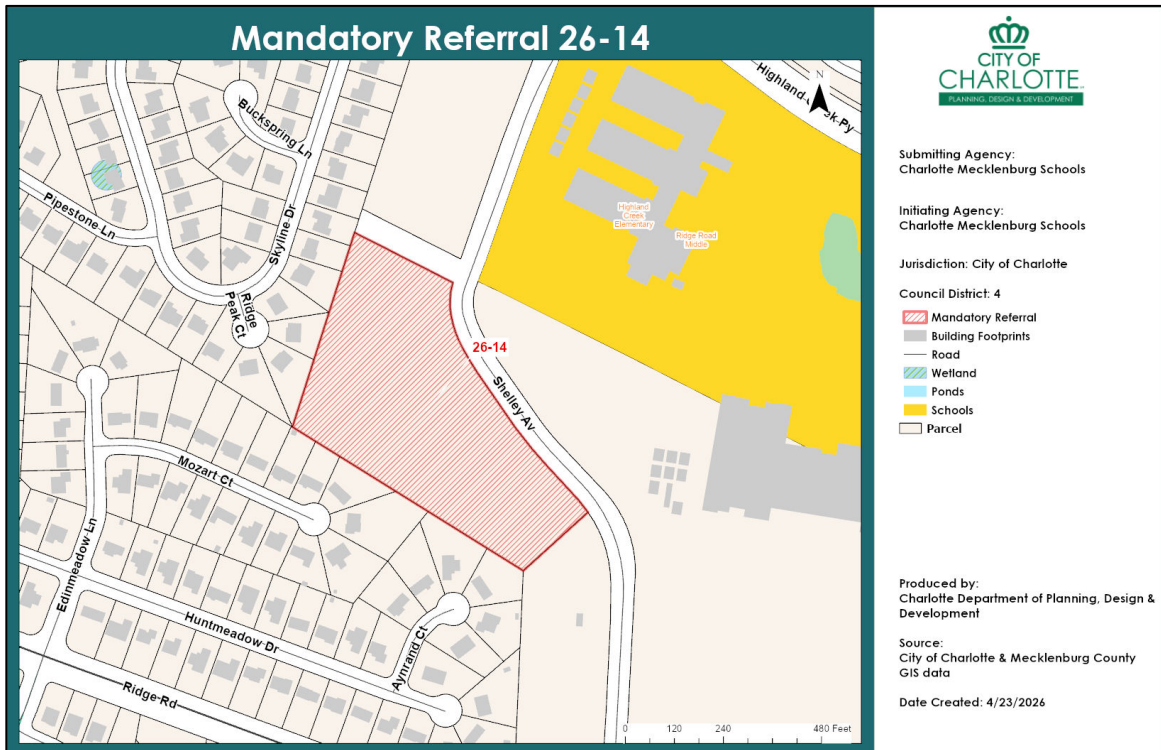 Mandatory Referral 26-14
Buckspring Ln
Pipestone Ln
Skyline Dr
Ridge
Peak Ct
Highland Creek Py
N
Highland
Creek
Elementary
Ridge Road
Middle
26-14
Shelley Av
Mozart Ct
Edinmeadow Ln
Huntmeadow Dr
Aynrand Ct
Ridge Rd
0 120 240 480 Feet
CITY OF
CHARLOTTE
PLANNING, DESIGN & DEVELOPMENT
Submitting Agency:
Charlotte Mecklenburg Schools
Initiating Agency:
Charlotte Mecklenburg Schools
Jurisdiction: City of Charlotte
Council District: 4
Mandatory Referral
Building Footprints
Road
Wetland
Ponds
Schools
Parcel
Produced by:
Charlotte Department of Planning, Design &
Development
Source:
City of Charlotte & Mecklenburg County
GIS data
Date Created: 4/23/2026